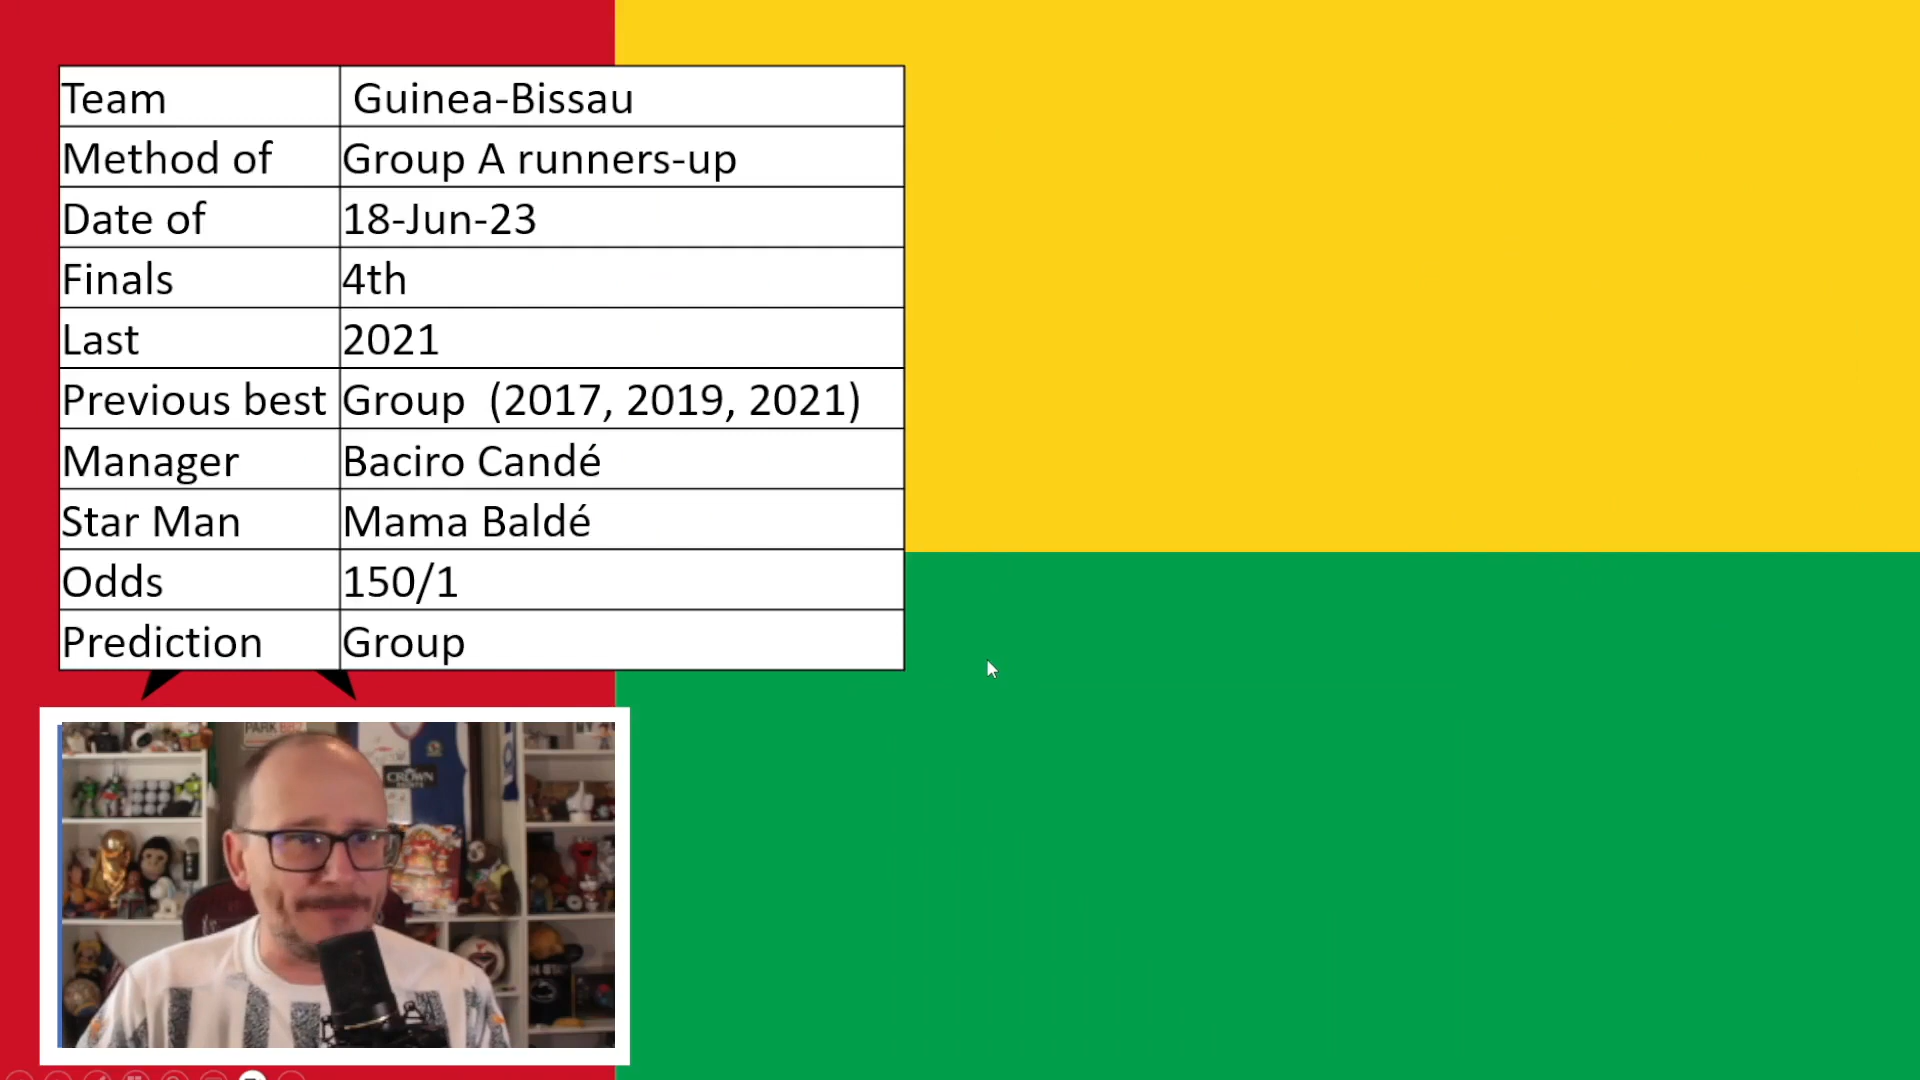 Team Guinea-Bissau
Method of Group A runners-up
Date of 18-Jun-23
Finals 4th
Last 2021
Previous best Group (2017, 2019, 2021)
Manager Baciro Candé
Star Man Mama Baldé
Odds 150/1
Prediction Group
PARK
CROWN